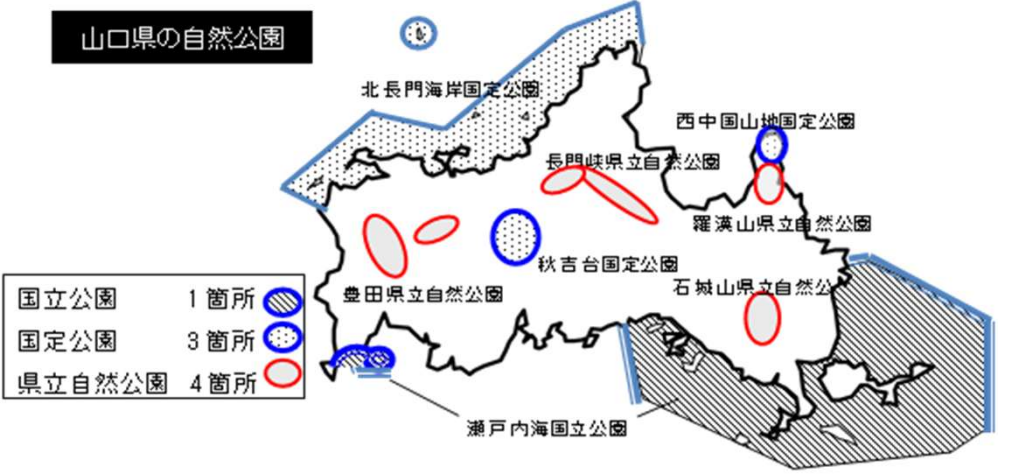 山口県の自然公園
北長門海岸国定公園
西中国山地国定公園
長門峡県立自然公園
羅漢山県立自然公園
秋吉台国定公園
石城山県立自然公
豊田県立自然公園
国立公園 1箇所
国定公園 3箇所
県立自然公園 4箇所
瀬戸内海国立公園